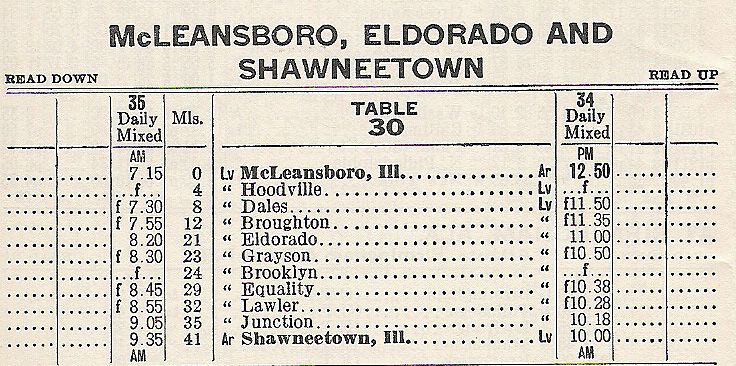 McLEANSBORO, ELDORADO AND
SHAWNEETOWN
READ DOWN READ UP
35 Daily Mixed Mls. TABLE 30 34 Daily Mixed
AM PM
7.15 0 Lv McLeansboro, Ill. Ar 12.50
...f... 4 " Hoodville Lv ...f...
f 7.30 8 " Dales Lv f11.50
f 7.55 12 " Broughton " f11.35
8.20 21 " Eldorado " 11.00
f 8.30 23 " Grayson " f10.50
...f... 24 " Brooklyn " ...f...
f 8.45 29 " Equality " f10.38
f 8.55 32 " Lawler " f10.28
9.05 35 " Junction " 10.18
9.35 41 Ar Shawneetown, Ill. Lv 10.00
AM AM